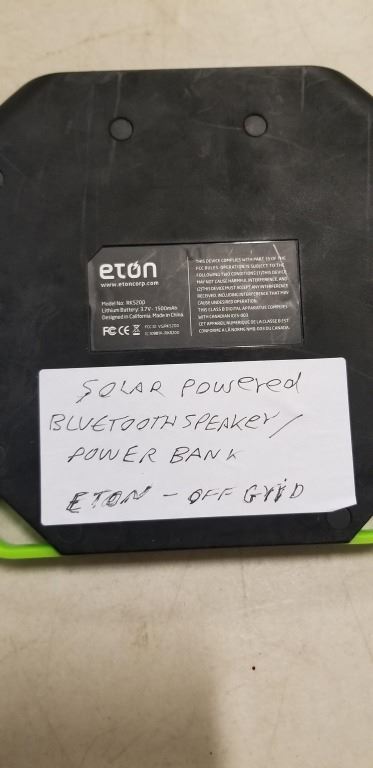 etón
www.etoncorp.com
Model No: RKS200
Lithium Battery: 3.7V - 1500mAh
Designed in California. Made in China.
FC CE
THIS DEVICE COMPLIES WITH PART 15 OF THE
FCC RULES. OPERATION IS SUBJECT TO THE
FOLLOWING TWO CONDITIONS: (1) THIS DEVICE
MAY NOT CAUSE HARMFUL INTERFERENCE, AND
(2) THIS DEVICE MUST ACCEPT ANY INTERFERENCE
RECEIVED, INCLUDING INTERFERENCE THAT MAY
CAUSE UNDESIRED OPERATION.
THIS CLASS B DIGITAL APPARATUS COMPLIES
WITH CANADIAN ICES-003
CET APPAREIL NUMERIQUE DE LA CLASSE B EST
CONFORME A LA NORME NMB-003 DU CANADA.
SOLAR POWERED
BLUETOOTH SPEAKER/
POWER BANK
ETON - OFF GRID